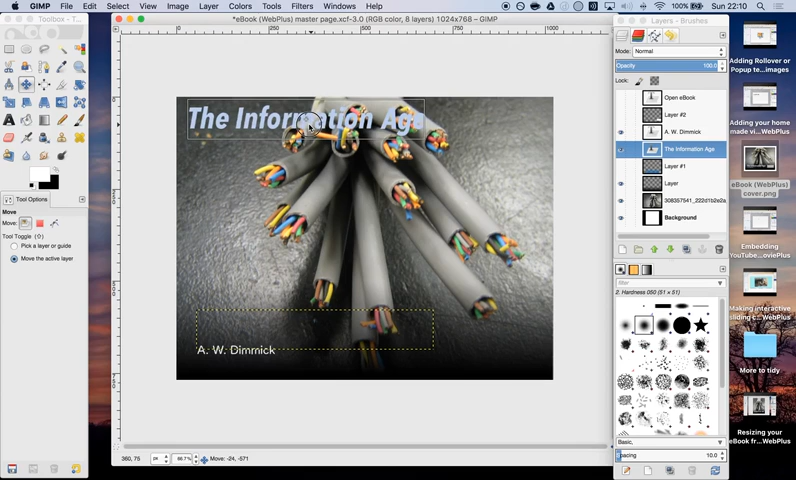 GIMP File Edit Select View Image Layer Colors Tools Filters Windows Help
100% Sun 22:10
Toolbox - T...
*eBook (WebPlus) master page.xcf-3.0 (RGB color, 8 layers) 1024x768 – GIMP
Layers - Brushes
Mode: Normal
Opacity 100.0
Lock:
Open eBook
Layer #2
A. W. Dimmick
The Information Age
Layer #1
Layer
308357541_222d1b2e2a
Background
filter
2. Hardness 050 (51 × 51)
Basic,
Spacing 10.0
Tool Options
Move
Move:
Tool Toggle (⇧)
Pick a layer or guide
Move the active layer
The Information Age
A. W. Dimmick
360, 75 px 66.7% Move: -24, -571
Adding Rollover or
Popup te...images
Adding your home
made vi...WebPlus
eBook (WebPlus)
cover.png
Embedding
YouTub...oviePlus
Making interactive
sliding c...WebPlus
More to tidy
Resizing your
eBook fr...WebPlus